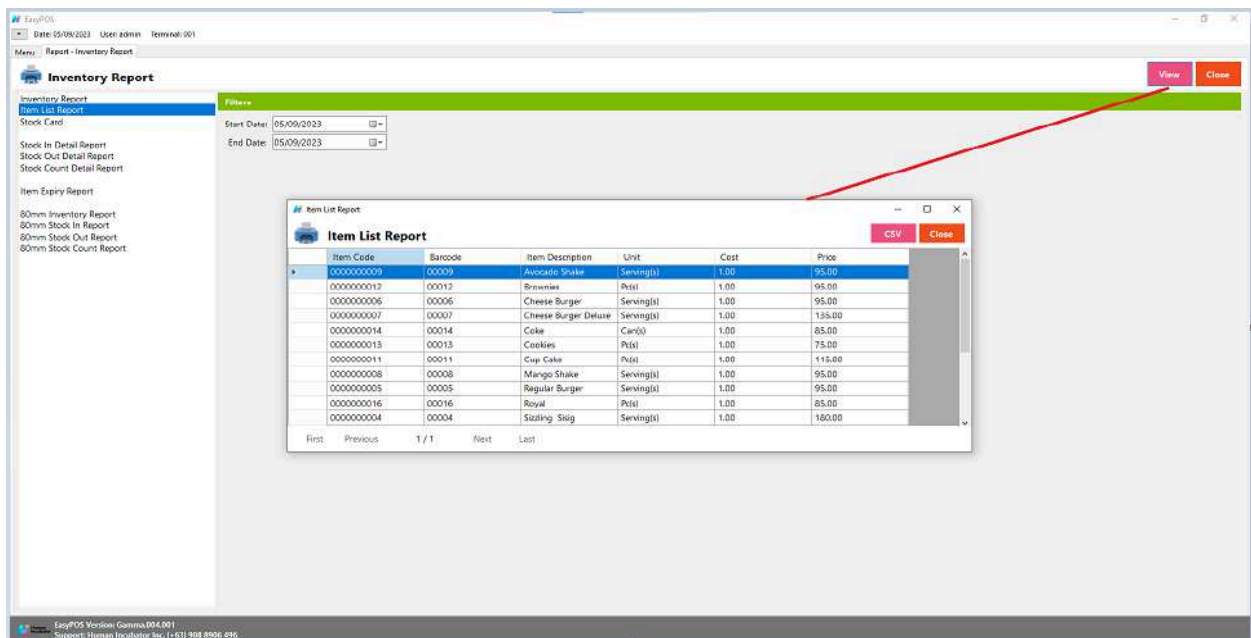 EasyPOS
Date: 05/09/2023 User: admin Terminal: 001
Menu Report - Inventory Report
Inventory Report View Close
Inventory Report
Item List Report
Stock Card
Stock In Detail Report
Stock Out Detail Report
Stock Count Detail Report
Item Expiry Report
80mm Inventory Report
80mm Stock In Report
80mm Stock Out Report
80mm Stock Count Report
Filters
Start Date: 05/09/2023
End Date: 05/09/2023
Item List Report
Item List Report CSV Close
Item Code Barcode Item Description Unit Cost Price
0000000009 00009 Avocado Shake Serving(s) 1.00 95.00
0000000012 00012 Brownies Pc(s) 1.00 95.00
0000000006 00006 Cheese Burger Serving(s) 1.00 95.00
0000000007 00007 Cheese Burger Deluxe Serving(s) 1.00 135.00
0000000014 00014 Coke Can(s) 1.00 85.00
0000000013 00013 Cookies Pc(s) 1.00 75.00
0000000011 00011 Cup Cake Pc(s) 1.00 115.00
0000000008 00008 Mango Shake Serving(s) 1.00 95.00
0000000005 00005 Regular Burger Serving(s) 1.00 95.00
0000000016 00016 Royal Pc(s) 1.00 85.00
0000000004 00004 Sizzling Sisig Serving(s) 1.00 180.00
First Previous 1 / 1 Next Last
EasyPOS Version: Gamma.004.001
Support: Human Incubator Inc. (+63) 908 8906 496